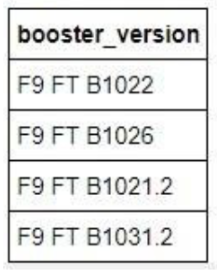 booster_version
F9 FT B1022
F9 FT B1026
F9 FT B1021.2
F9 FT B1031.2